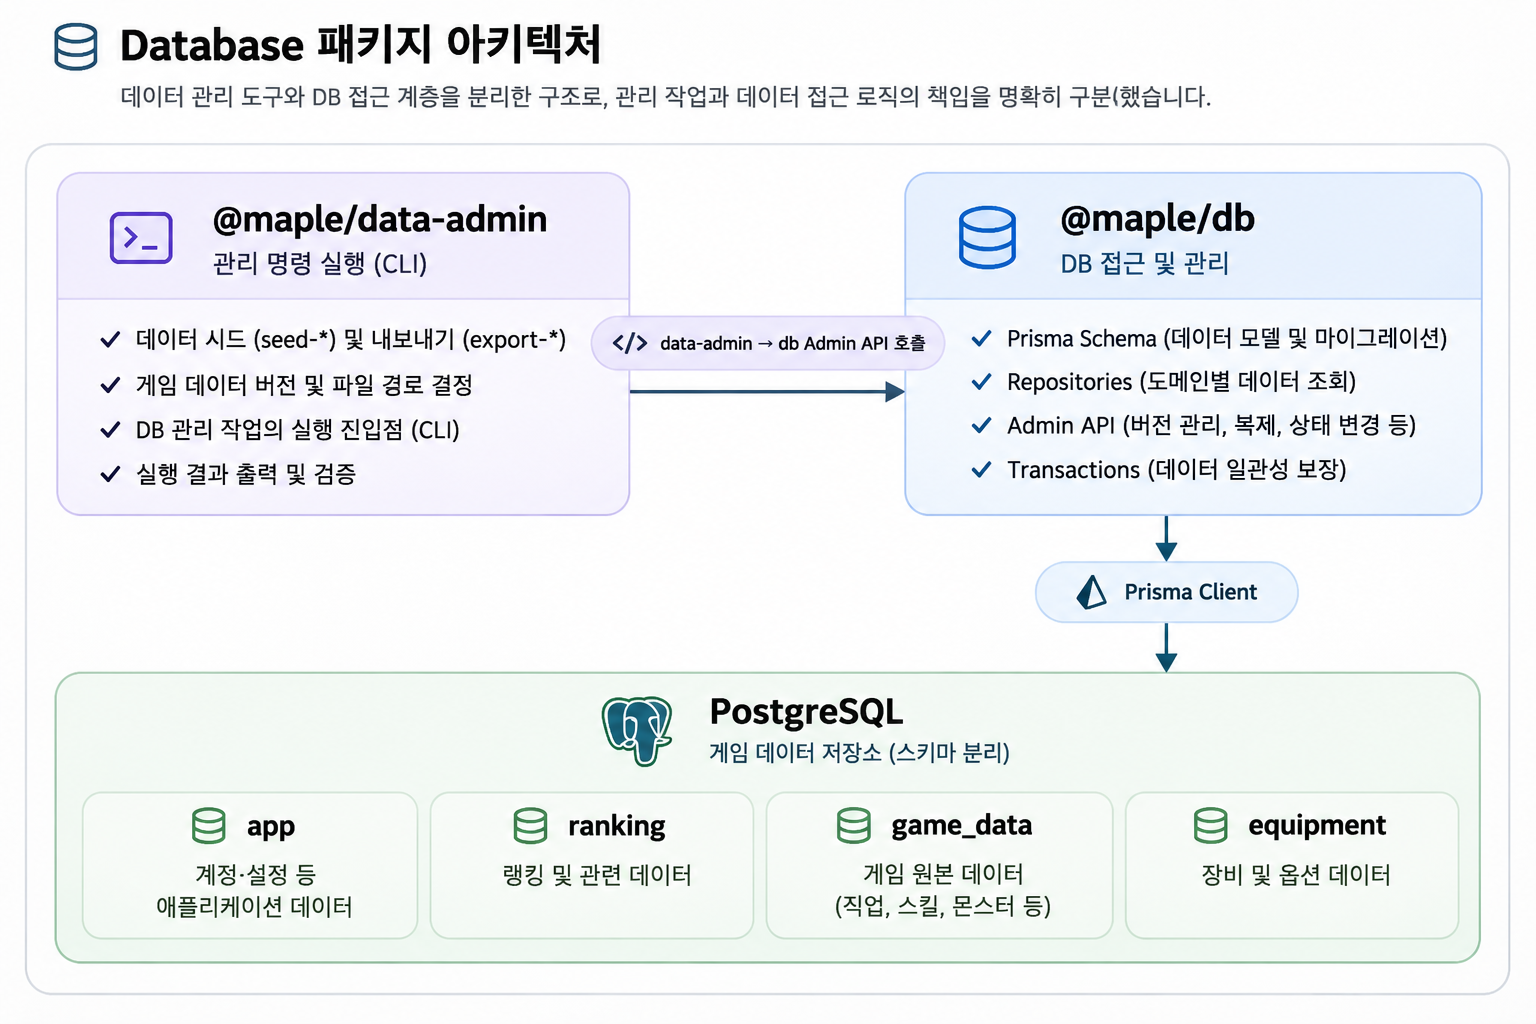 Database 패키지 아키텍처
데이터 관리 도구와 DB 접근 계층을 분리한 구조로, 관리 작업과 데이터 접근 로직의 책임을 명확히 구분(했습니다.
@maple/data-admin
관리 명령 실행 (CLI)
데이터 시드 (seed-*) 및 내보내기 (export-*)
게임 데이터 버전 및 파일 경로 결정
DB 관리 작업의 실행 진입점 (CLI)
실행 결과 출력 및 검증
</> data-admin → db Admin API 호출
@maple/db
DB 접근 및 관리
Prisma Schema (데이터 모델 및 마이그레이션)
Repositories (도메인별 데이터 조회)
Admin API (버전 관리, 복제, 상태 변경 등)
Transactions (데이터 일관성 보장)
Prisma Client
PostgreSQL
게임 데이터 저장소 (스키마 분리)
app
계정·설정 등
애플리케이션 데이터
ranking
랭킹 및 관련 데이터
game_data
게임 원본 데이터
(직업, 스킬, 몬스터 등)
equipment
장비 및 옵션 데이터